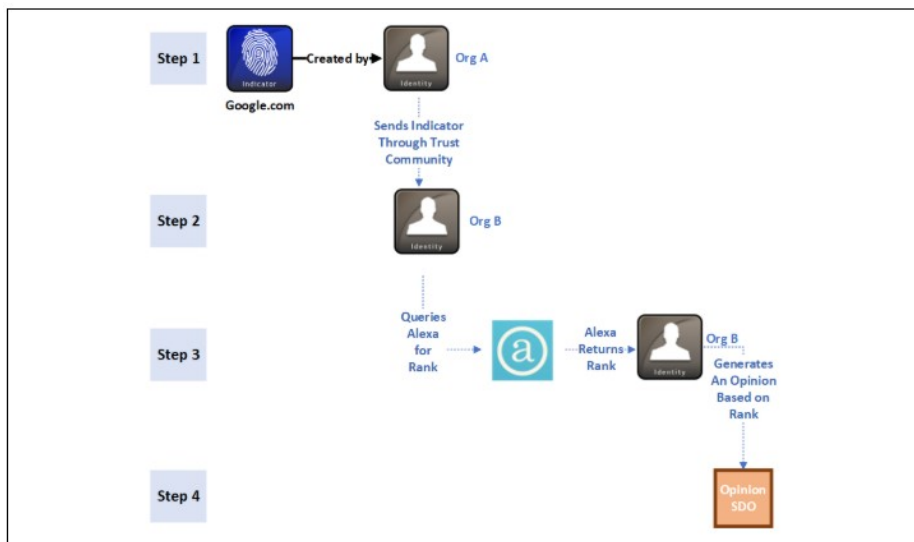 Step 1
Indicator
Google.com
Created by
Identity
Org A
Sends Indicator
Through Trust
Community
Step 2
Identity
Org B
Step 3
Queries
Alexa
for
Rank
a
Alexa
Returns
Rank
Identity
Org B
Generates
An Opinion
Based on
Rank
Step 4
Opinion
SDO